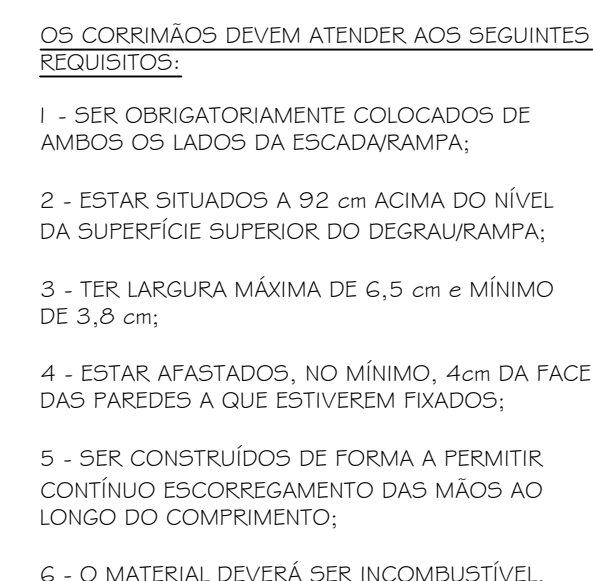 OS CORRIMÃOS DEVEM ATENDER AOS SEGUINTES
REQUISITOS:
1 - SER OBRIGATORIAMENTE COLOCADOS DE
AMBOS OS LADOS DA ESCADA/RAMPA;
2 - ESTAR SITUADOS A 92 cm ACIMA DO NÍVEL
DA SUPERFÍCIE SUPERIOR DO DEGRAU/RAMPA;
3 - TER LARGURA MÁXIMA DE 6,5 cm e MÍNIMO
DE 3,8 cm;
4 - ESTAR AFASTADOS, NO MÍNIMO, 4cm DA FACE
DAS PAREDES A QUE ESTIVEREM FIXADOS;
5 - SER CONSTRUÍDOS DE FORMA A PERMITIR
CONTÍNUO ESCORREGAMENTO DAS MÃOS AO
LONGO DO COMPRIMENTO;
6 - O MATERIAL DEVERÁ SER INCOMBUSTÍVEL.